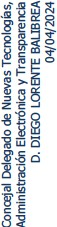 Concejal Delegado de Nuevas Tecnologías,
Administración Electrónica y Transparencia
D. DIEGO LORENTE BALIBREA
04/04/2024